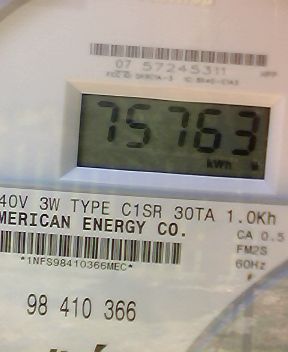 07 57245311
75763
kWh
40V 3W TYPE C1SR 30TA 1.0Kh
MERICAN ENERGY CO.
CA 0.5
FM2S
60Hz
*1NFS98410366MEC*
98 410 366